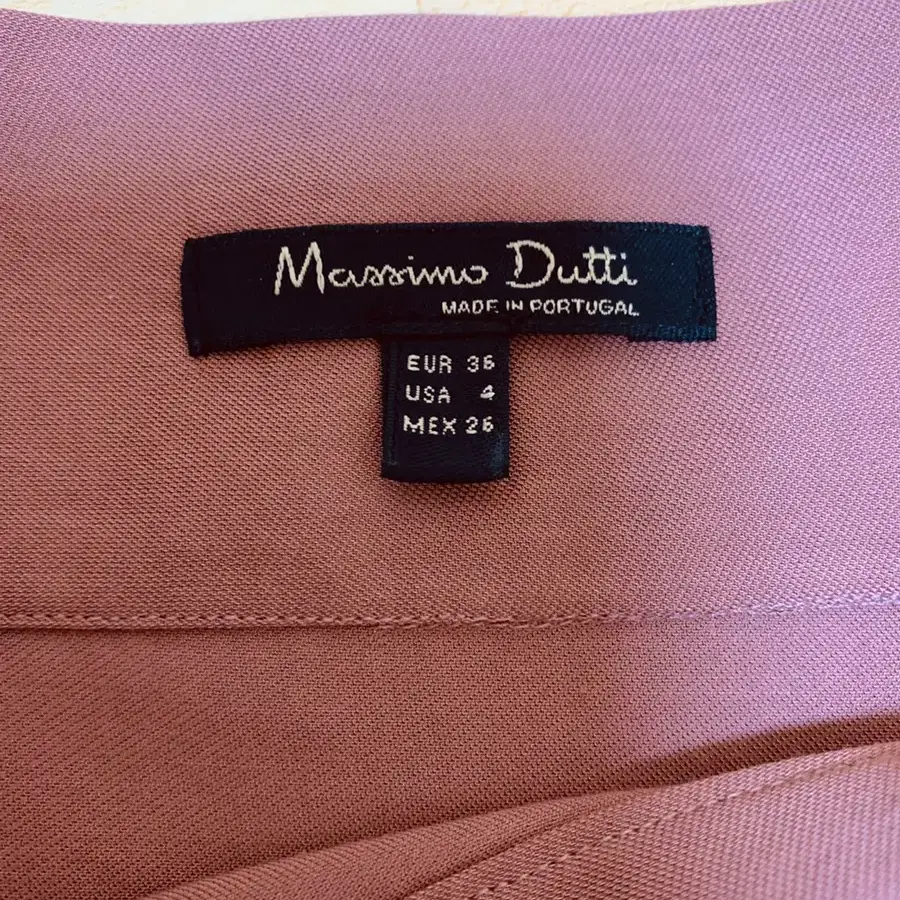 Massimo Dutti
MADE IN PORTUGAL
EUR 36
USA 4
MEX 26